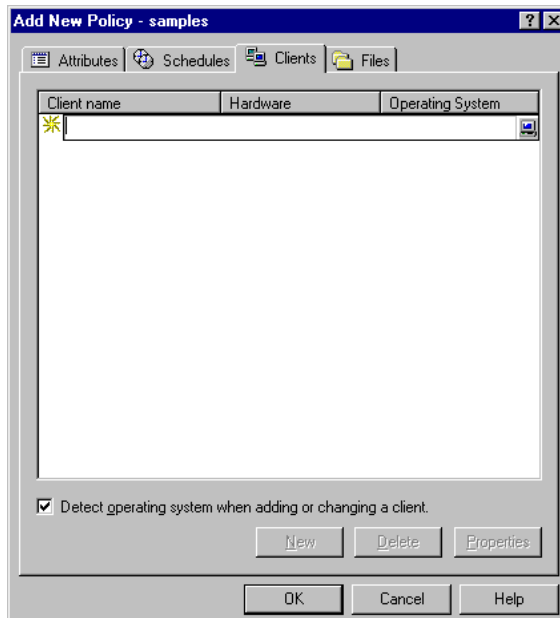 Add New Policy - samples
Attributes Schedules Clients Files
Client name Hardware Operating System
Detect operating system when adding or changing a client.
New Delete Properties
OK Cancel Help